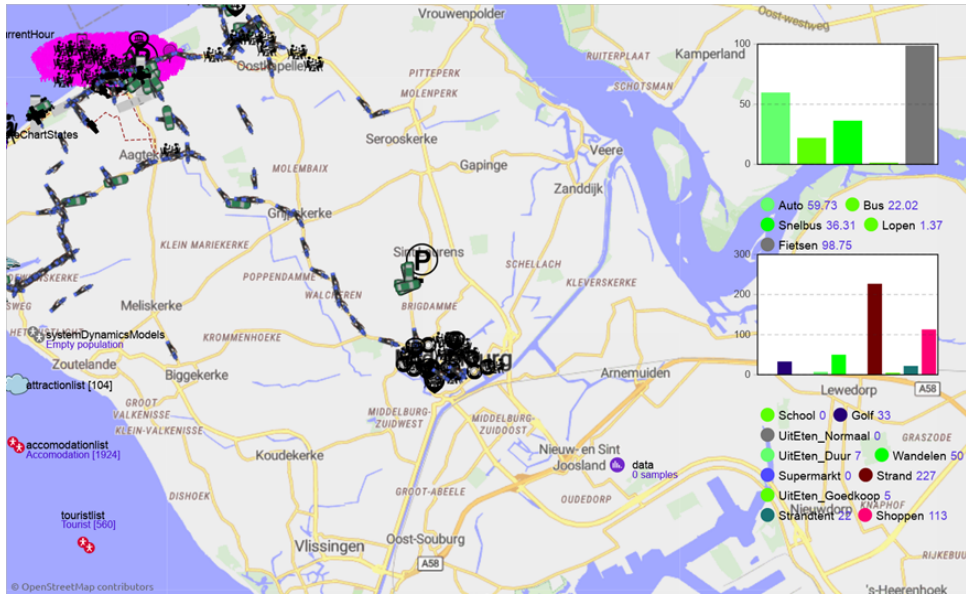 Vrouwenpolder
Oost-westweg
urrentHour
RUITERPLAAT
Kamperland
100
Oostkapelle
PITTEPERK
SCHOTSMAN
MOLENPERK
50
Serooskerke
eChartStates
Veere
Aagteke
Gapinge
0
MOLEMBAIX
Zanddijk
Auto 59.73
Bus 22.02
Grijpskerke
Snelbus 36.31
Lopen 1.37
KLEIN MARIEKERKE
Fietsen 98.75
P
300
SCHELLACH
POPPENDAMME
KLEVERSKERKE
WALCHEREN
200
SWEG
Meliskerke
BRIGDAMME
systemDynamicsModels
KROMMENHOEKE
Empty population
100
Zoutelande
Biggekerke
Arnemuiden
0
attractionlist [104]
Lewedorp
A58
GROOT
VALKENISSE
MIDDELBURG-
ZUIDWEST
MIDDELBURG-
ZUIDOOST
School 0
Golf 33
KLEIN-VALKENISSE
UitEten_Normaal 0
GRASZODE
accomodationlist
Accomodation [1924]
Koudekerke
Nieuw- en Sint
Joosland
UitEten_Duur 7
Wandelen 50
data
0 samples
Supermarkt 0
Strand 227
DISHOEK
GROOT-ABEELE
OUDEDORP
UitEten_Goedkoop 5
KNAPHOF
Nieuwdorp
touristlist
Strandtent 22
Shoppen 113
Tourist [560]
Oost-Souburg
Vlissingen
RIJKEBUU
A58
© OpenStreetMap contributors
's-Heerenhoek